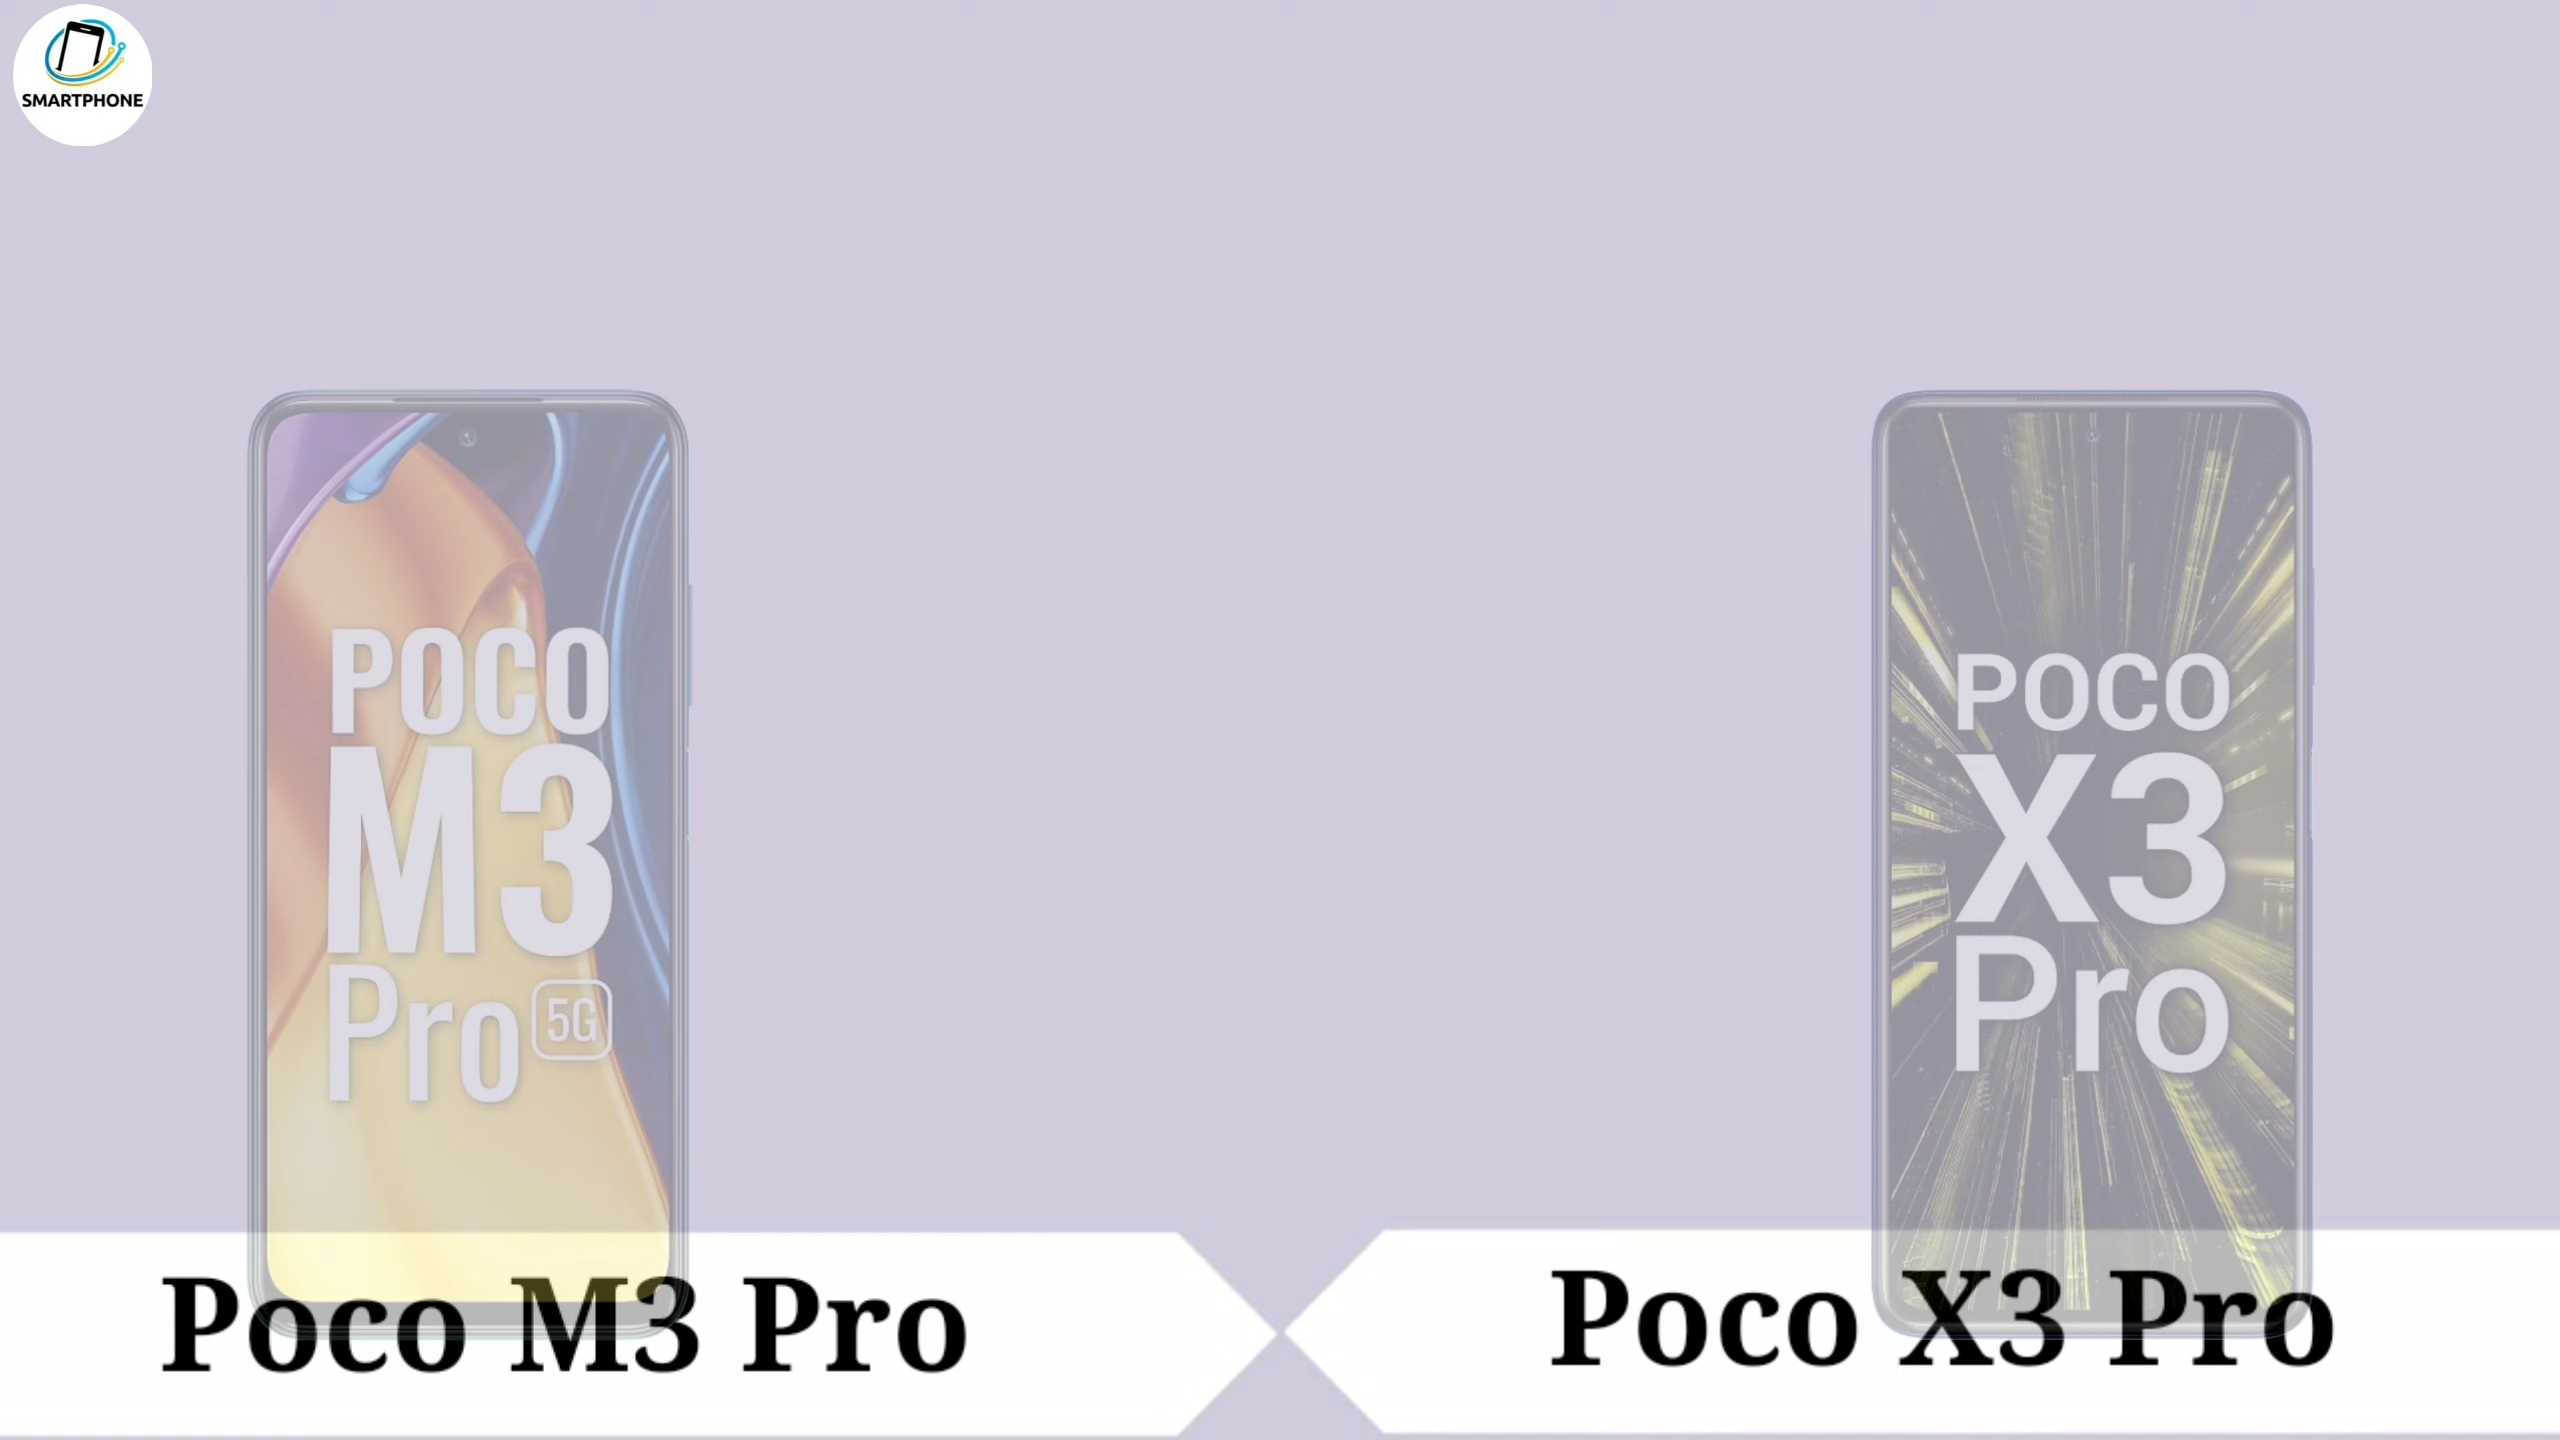 SMARTPHONE
POCO
M3
Pro 5G
POCO
X3
Pro
Poco M3 Pro
Poco X3 Pro